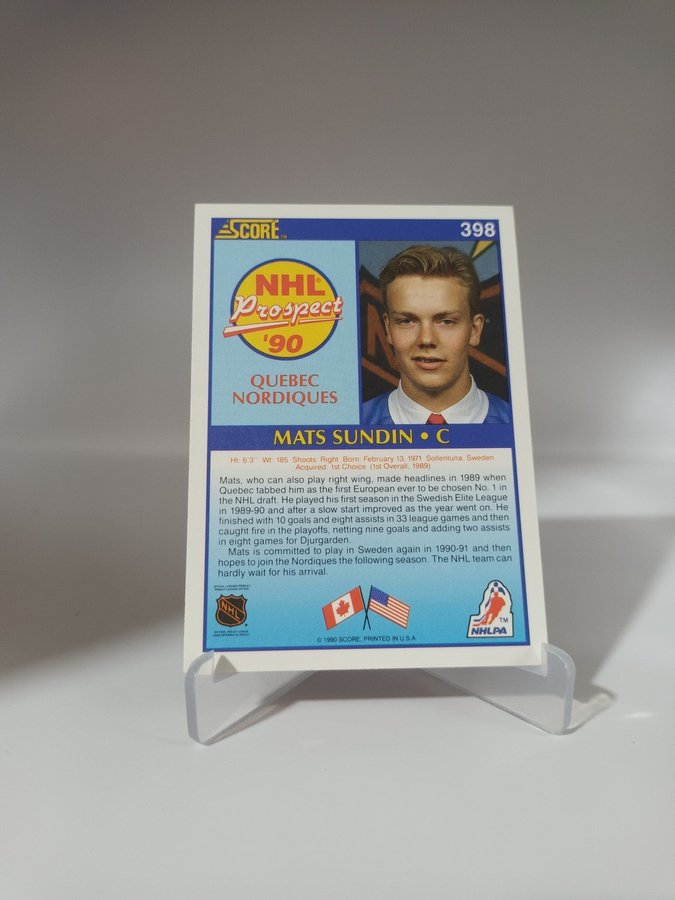 SCORE™
398
NHL®
Prospect
'90
QUEBEC
NORDIQUES
MATS SUNDIN • C
Ht: 6'3" Wt: 185 Shoots: Right Born: February 13, 1971 Sollentuna, Sweden
Acquired: 1st Choice (1st Overall, 1989)
Mats, who can also play right wing, made headlines in 1989 when
Quebec tabbed him as the first European ever to be chosen No. 1 in
the NHL draft. He played his first season in the Swedish Elite League
in 1989-90 and after a slow start improved as the year went on. He
finished with 10 goals and eight assists in 33 league games and then
caught fire in the playoffs, netting nine goals and adding two assists
in eight games for Djurgarden.
Mats is committed to play in Sweden again in 1990-91 and then
hopes to join the Nordiques the following season. The NHL team can
hardly wait for his arrival.
NHL
NHLPA
TM
© 1990 SCORE, PRINTED IN U.S.A.